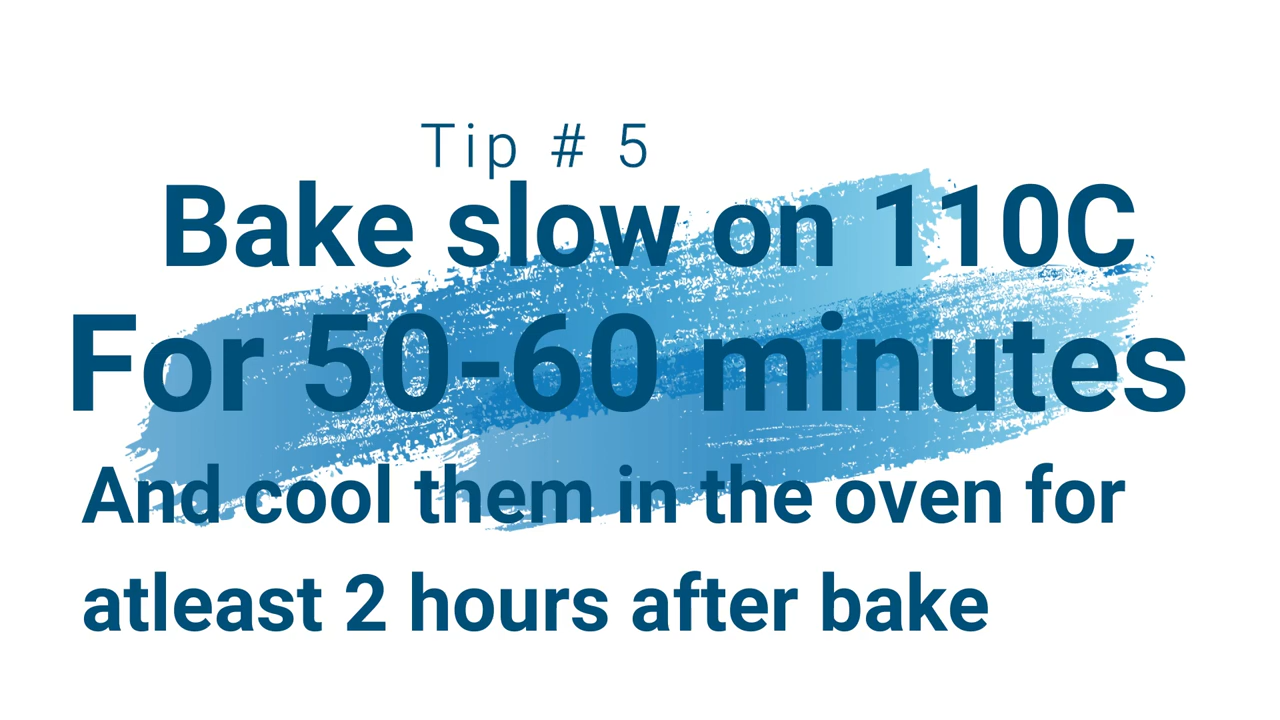 Tip # 5
Bake slow on 110C
For 50-60 minutes
And cool them in the oven for
atleast 2 hours after bake